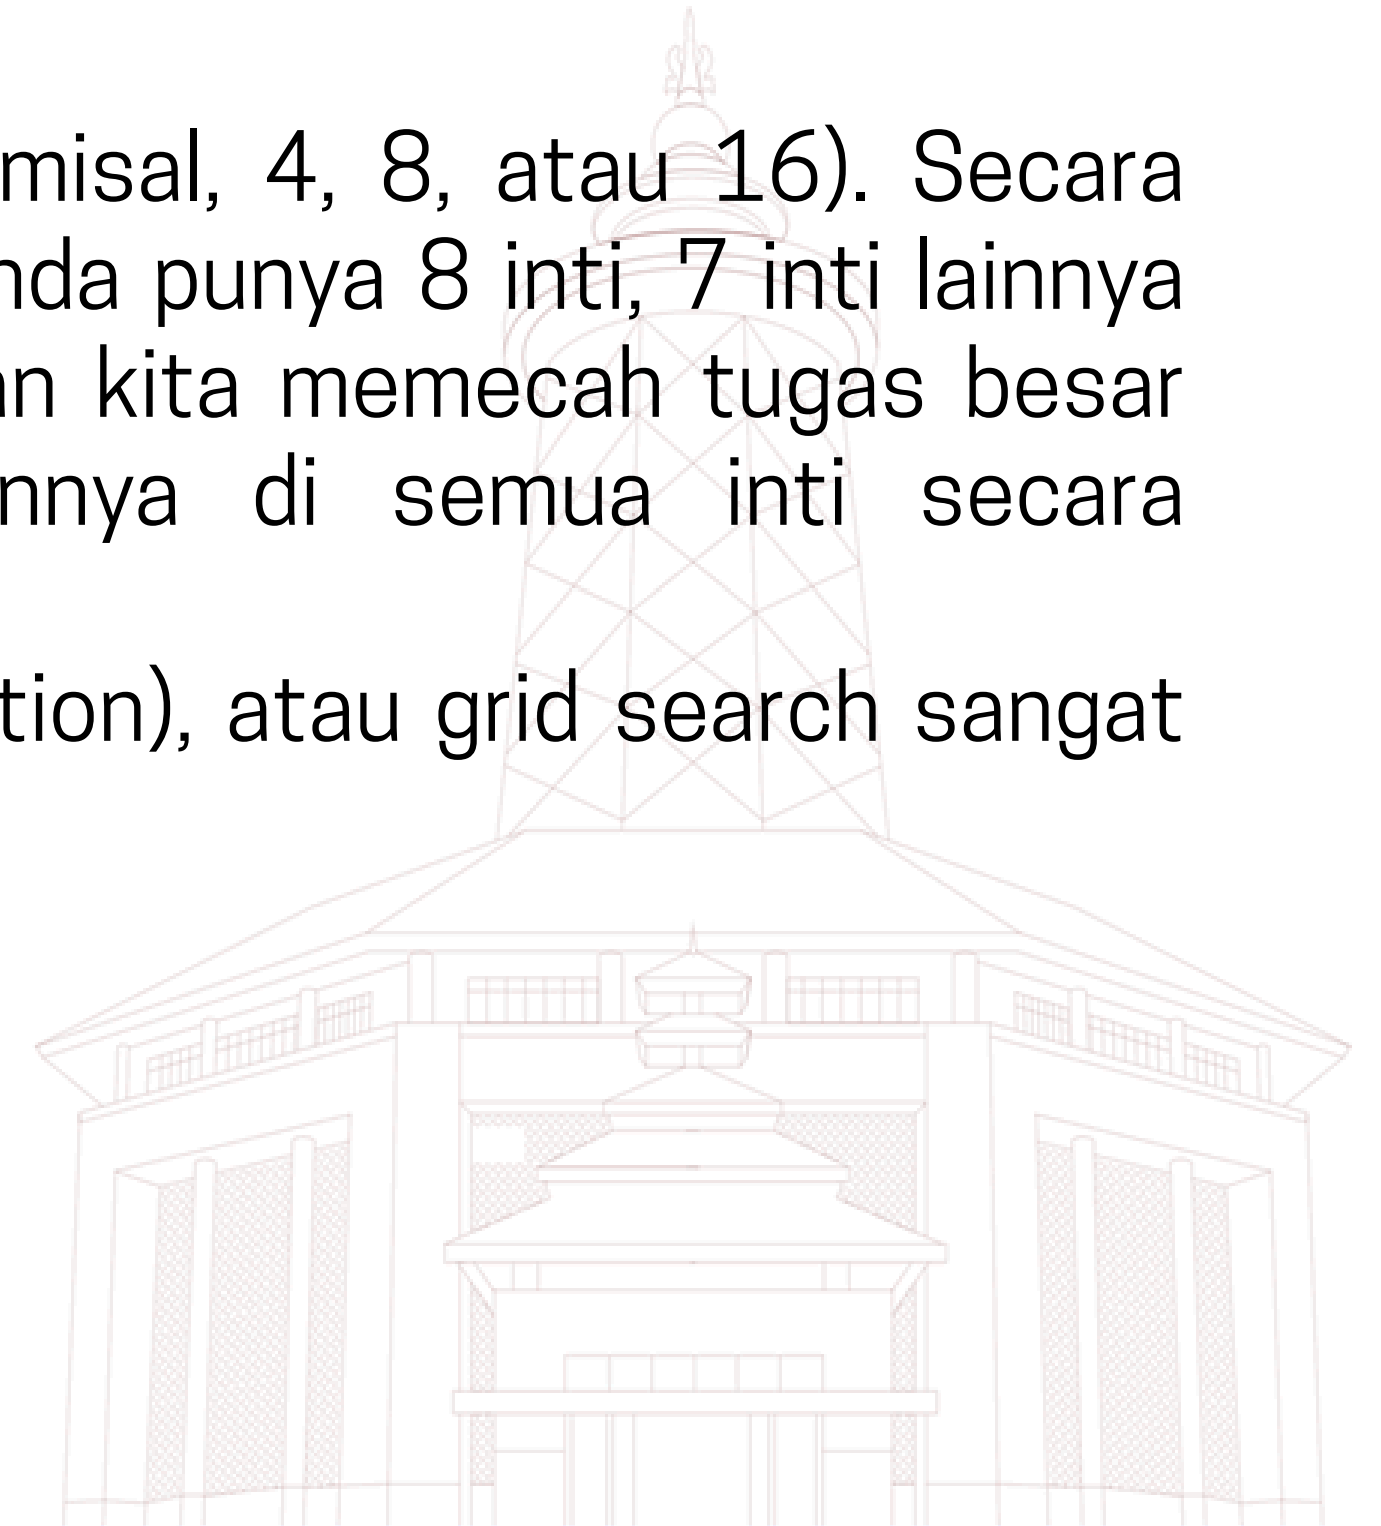 misal, 4, 8, atau 16). Secara
nda punya 8 inti, 7 inti lainnya
an kita memecah tugas besar
nnya di semua inti secara
tion), atau grid search sangat